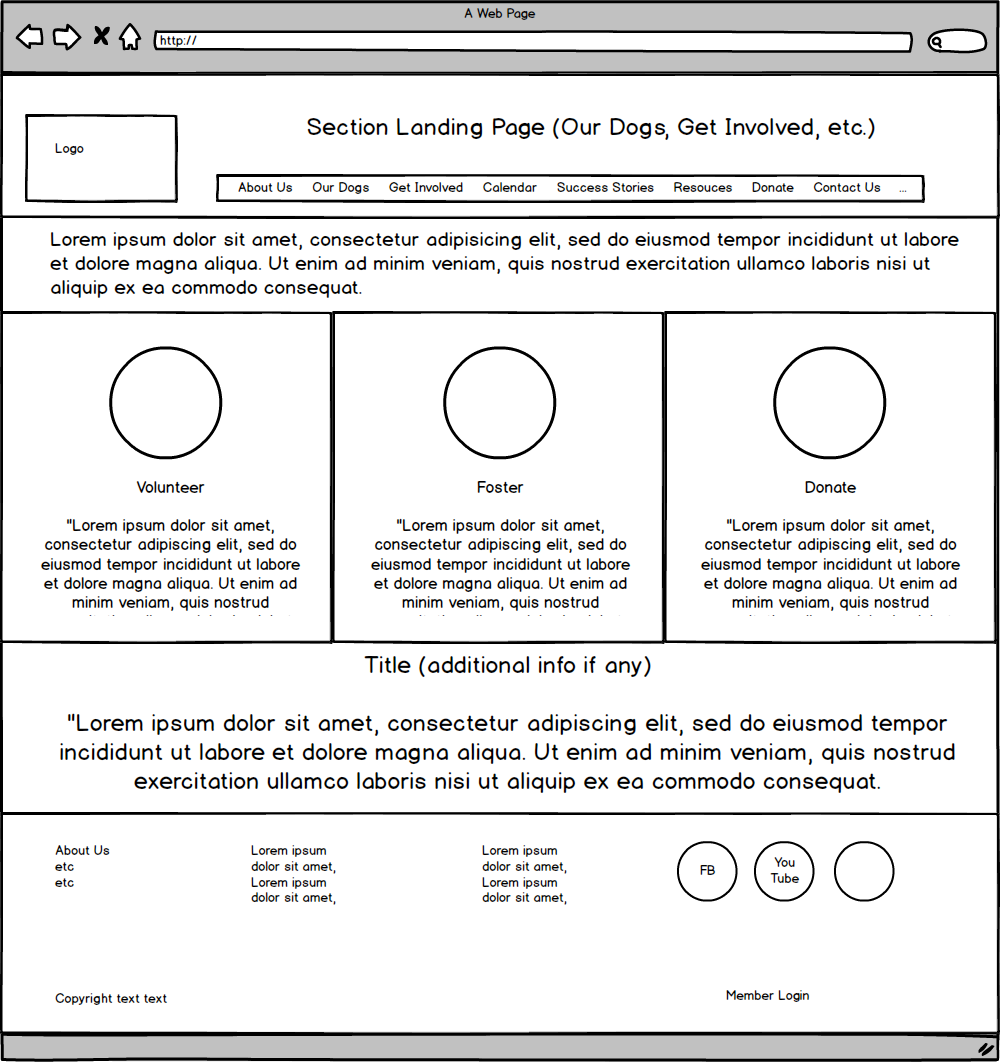 A Web Page
http://
Section Landing Page (Our Dogs, Get Involved, etc.)
Logo
About Us Our Dogs Get Involved Calendar Success Stories Resouces Donate Contact Us ...
Lorem ipsum dolor sit amet, consectetur adipisicing elit, sed do eiusmod tempor incididunt ut labore
et dolore magna aliqua. Ut enim ad minim veniam, quis nostrud exercitation ullamco laboris nisi ut
aliquip ex ea commodo consequat.
Volunteer
"Lorem ipsum dolor sit amet,
consectetur adipiscing elit, sed do
eiusmod tempor incididunt ut labore
et dolore magna aliqua. Ut enim ad
minim veniam, quis nostrud
Foster
"Lorem ipsum dolor sit amet,
consectetur adipiscing elit, sed do
eiusmod tempor incididunt ut labore
et dolore magna aliqua. Ut enim ad
minim veniam, quis nostrud
Donate
"Lorem ipsum dolor sit amet,
consectetur adipiscing elit, sed do
eiusmod tempor incididunt ut labore
et dolore magna aliqua. Ut enim ad
minim veniam, quis nostrud
Title (additional info if any)
"Lorem ipsum dolor sit amet, consectetur adipiscing elit, sed do eiusmod tempor
incididunt ut labore et dolore magna aliqua. Ut enim ad minim veniam, quis nostrud
exercitation ullamco laboris nisi ut aliquip ex ea commodo consequat.
About Us
etc
etc
Lorem ipsum
dolor sit amet,
Lorem ipsum
dolor sit amet,
Lorem ipsum
dolor sit amet,
Lorem ipsum
dolor sit amet,
FB
You
Tube
Copyright text text
Member Login